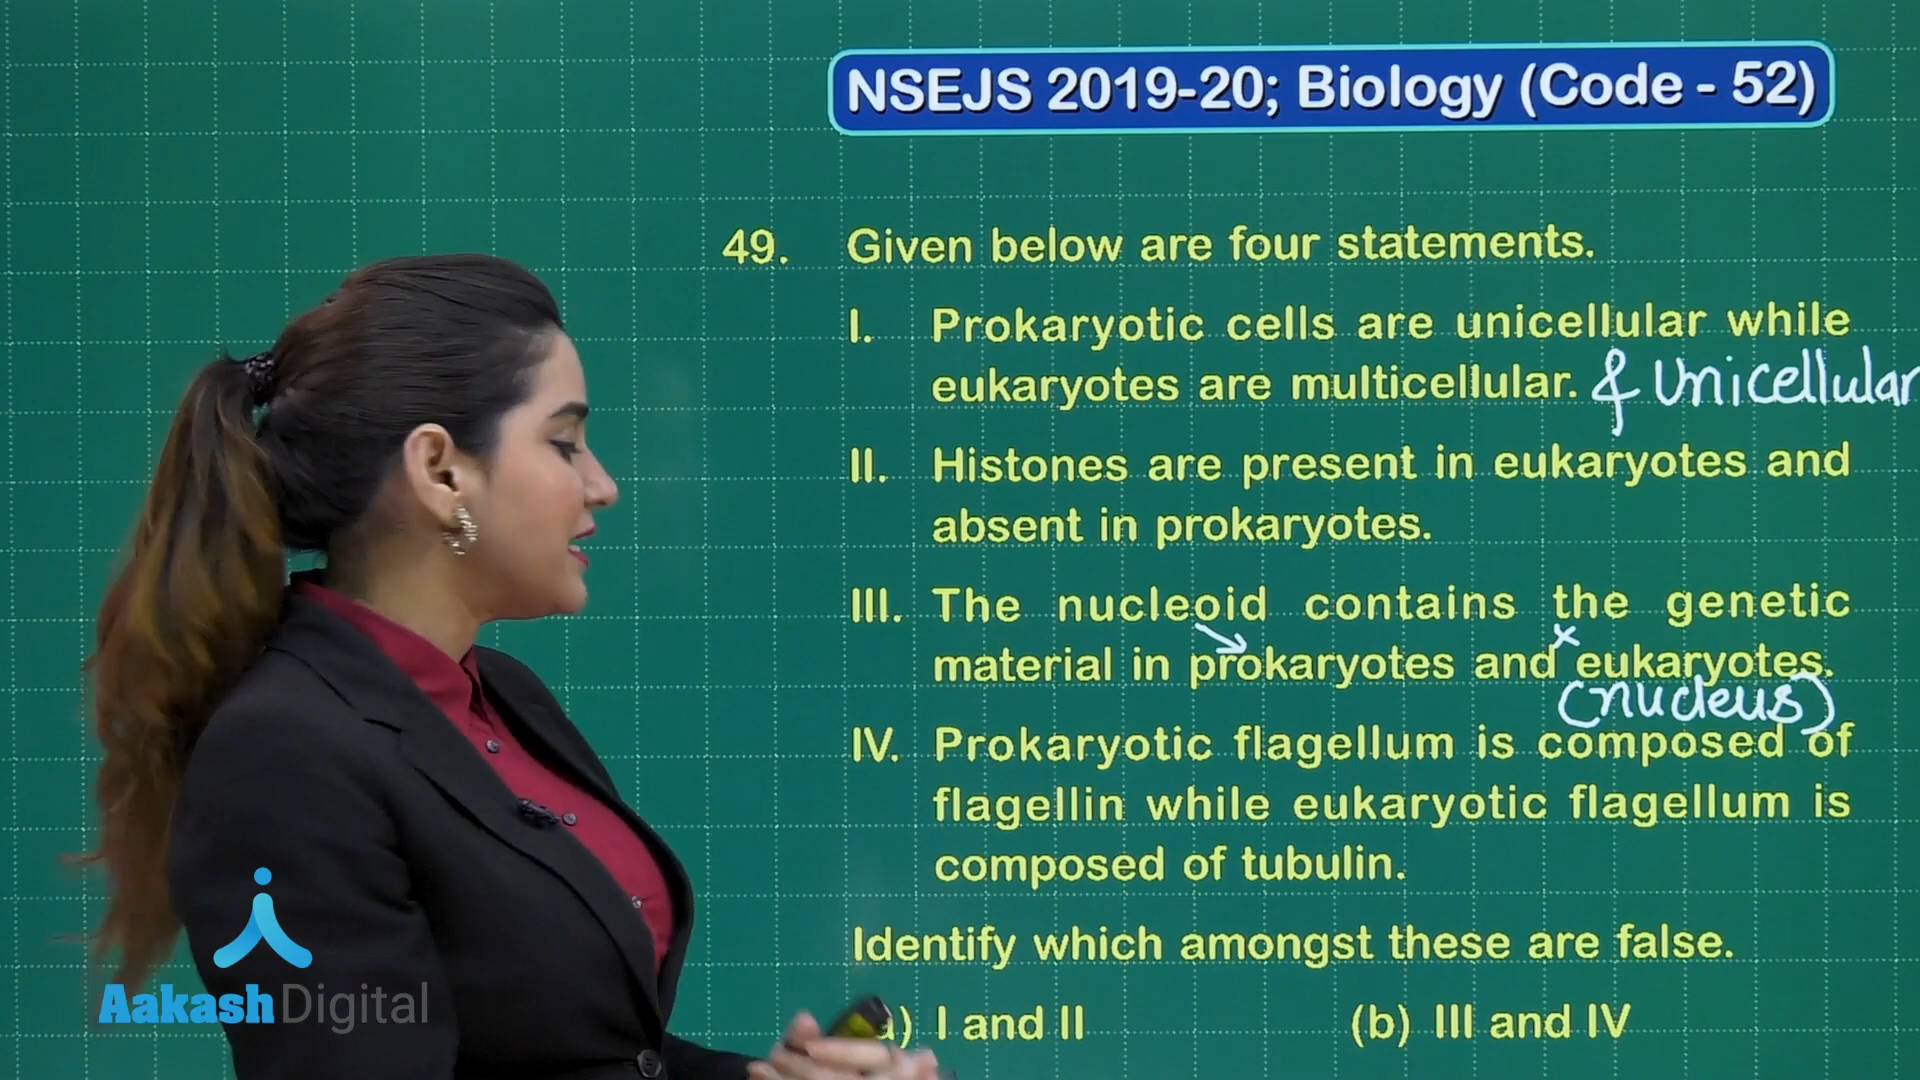 NSEJS 2019-20; Biology (Code - 52)
49. Given below are four statements.
I. Prokaryotic cells are unicellular while
eukaryotes are multicellular. & Unicellular
II. Histones are present in eukaryotes and
absent in prokaryotes.
III. The nucleoid contains the genetic
material in prokaryotes and x eukaryotes.
(nucleus)
IV. Prokaryotic flagellum is composed of
flagellin while eukaryotic flagellum is
composed of tubulin.
Identify which amongst these are false.
) I and II (b) III and IV
Aakash Digital